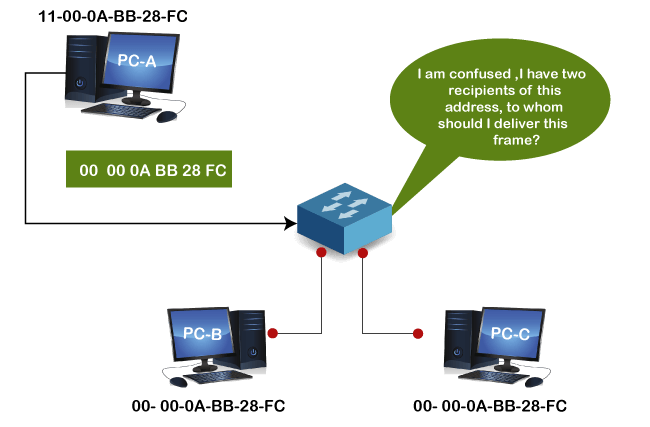 11-00-0A-BB-28-FC
PC-A
I am confused ,I have two
recipients of this
address, to whom
should I deliver this
frame?
00 00 0A BB 28 FC
PC-B
PC-C
00- 00-0A-BB-28-FC
00- 00-0A-BB-28-FC